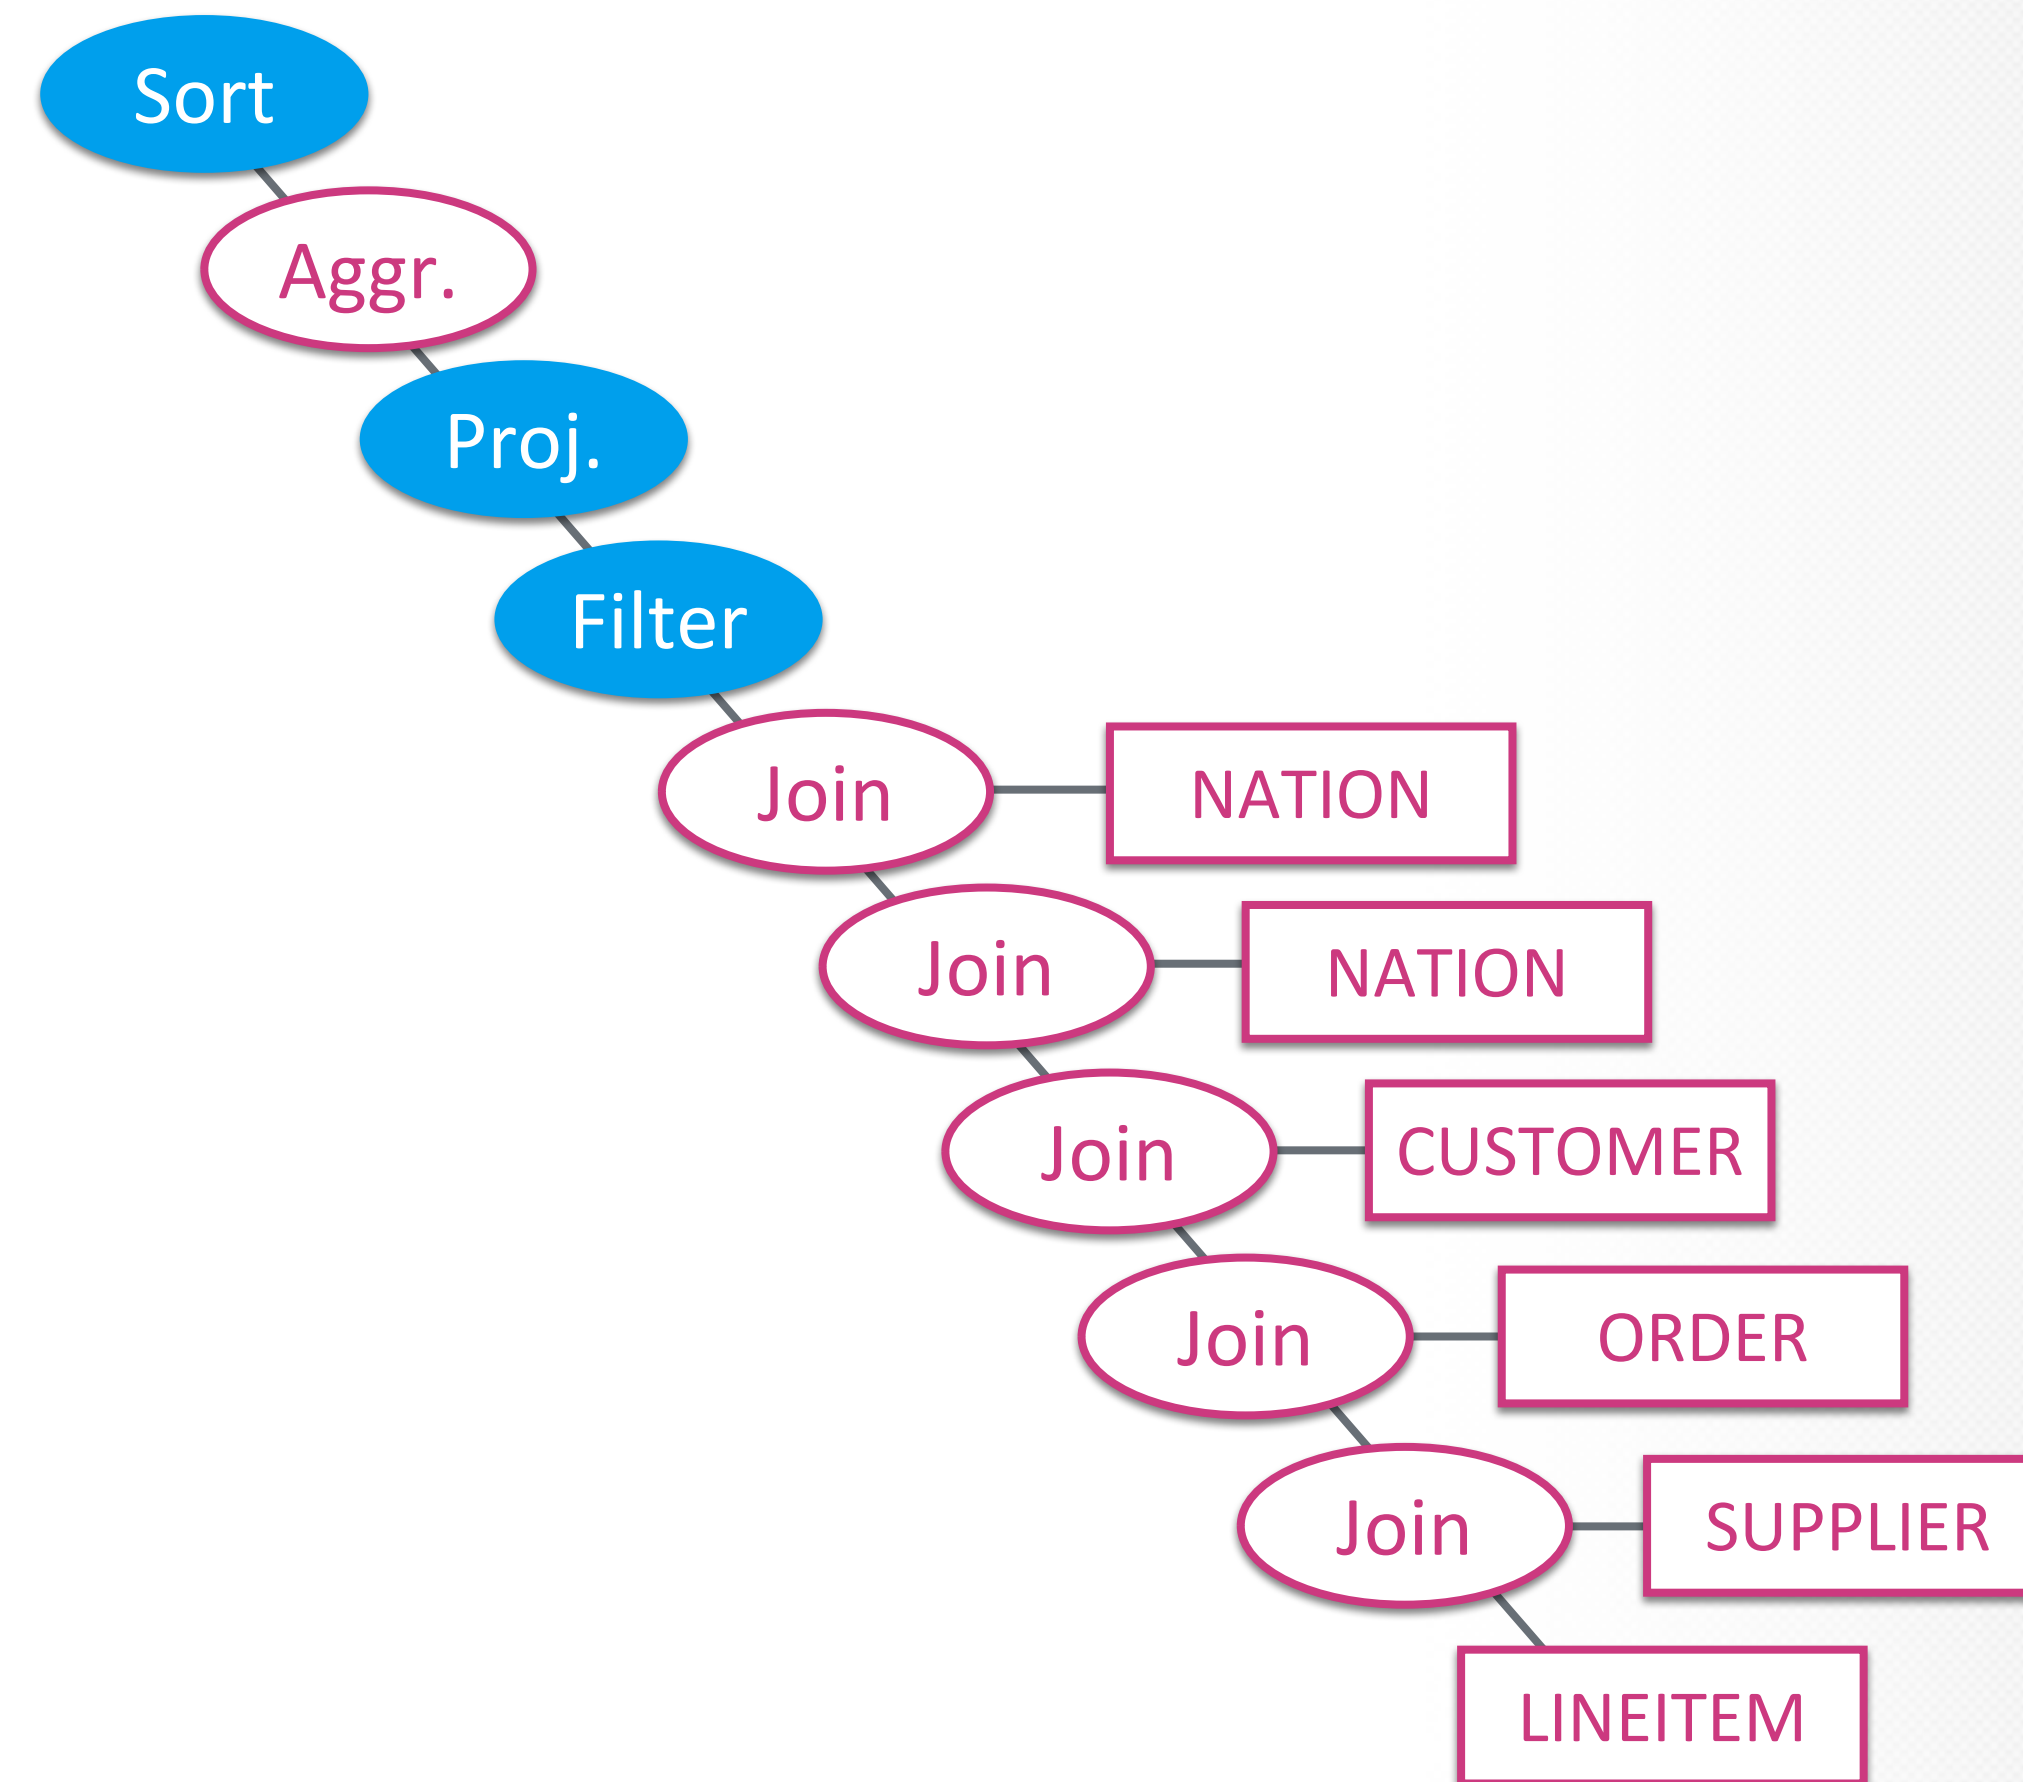 Sort
Aggr.
Proj.
Filter
Join
NATION
Join
NATION
Join
CUSTOMER
Join
ORDER
Join
SUPPLIER
LINEITEM